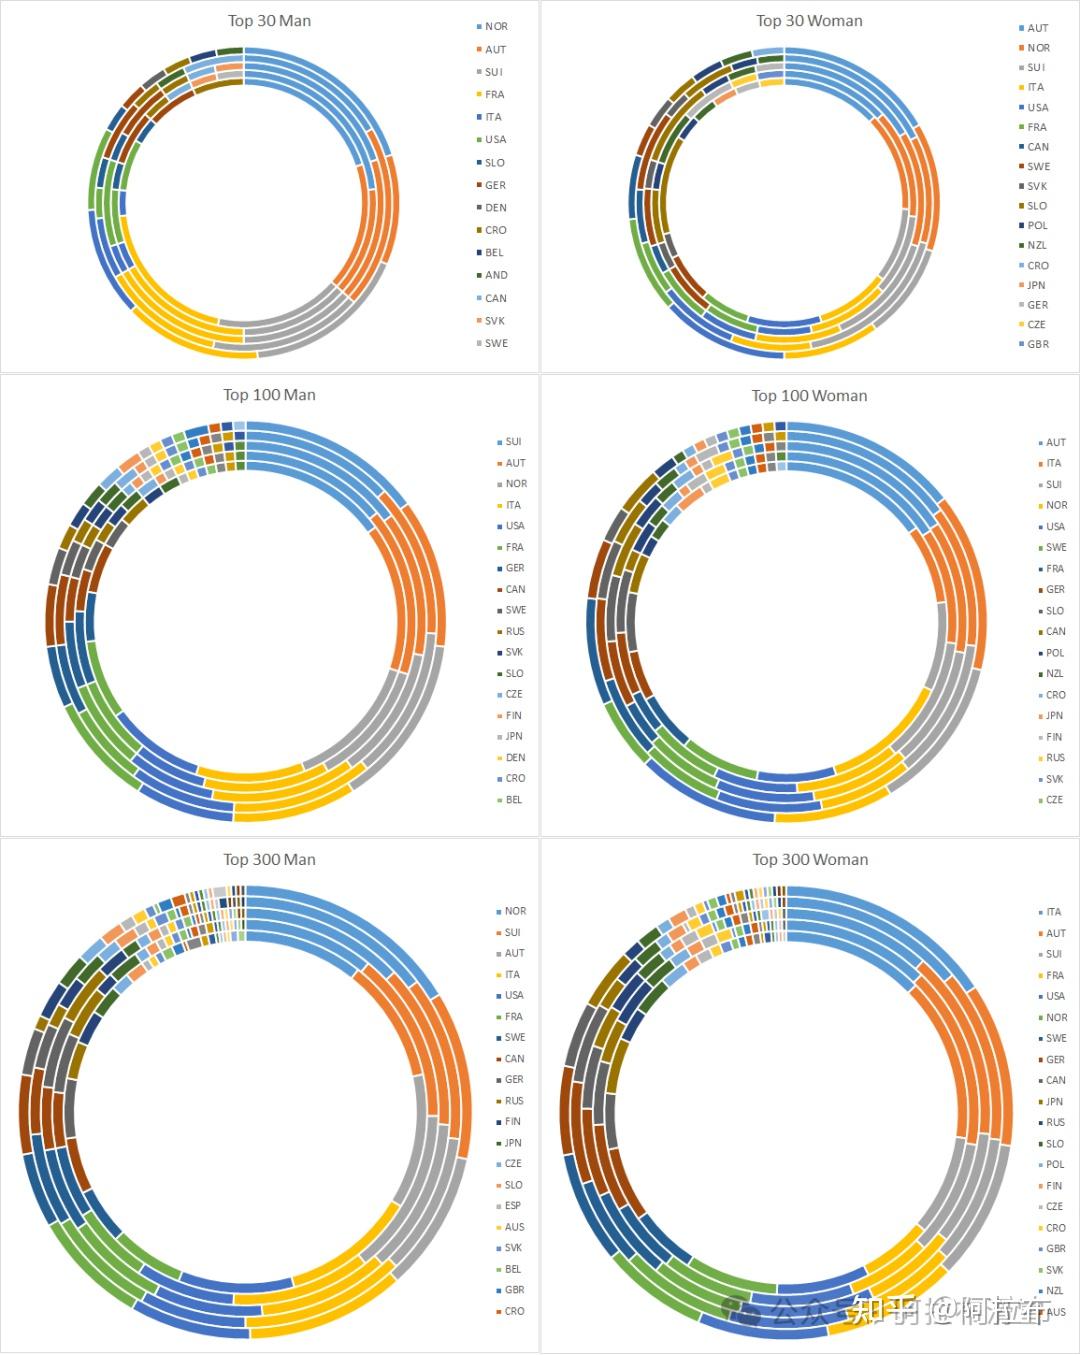 Top 30 Man
NOR
AUT
SUI
FRA
ITA
USA
SLO
GER
DEN
CRO
BEL
AND
CAN
SVK
SWE
Top 30 Woman
AUT
NOR
SUI
ITA
USA
FRA
CAN
SWE
SVK
SLO
POL
NZL
CRO
JPN
GER
CZE
GBR
Top 100 Man
SUI
AUT
NOR
ITA
USA
FRA
GER
CAN
SWE
RUS
SVK
SLO
CZE
FIN
JPN
DEN
CRO
BEL
Top 100 Woman
AUT
ITA
SUI
NOR
USA
SWE
FRA
GER
SLO
CAN
POL
NZL
CRO
JPN
FIN
RUS
SVK
CZE
Top 300 Man
NOR
SUI
AUT
ITA
USA
FRA
SWE
CAN
GER
RUS
FIN
JPN
CZE
SLO
ESP
AUS
SVK
BEL
GBR
CRO
Top 300 Woman
ITA
AUT
SUI
FRA
USA
NOR
SWE
GER
CAN
JPN
RUS
SLO
POL
FIN
CZE
CRO
GBR
SVK
NZL
AUS
公众号
知乎 @阿泣车